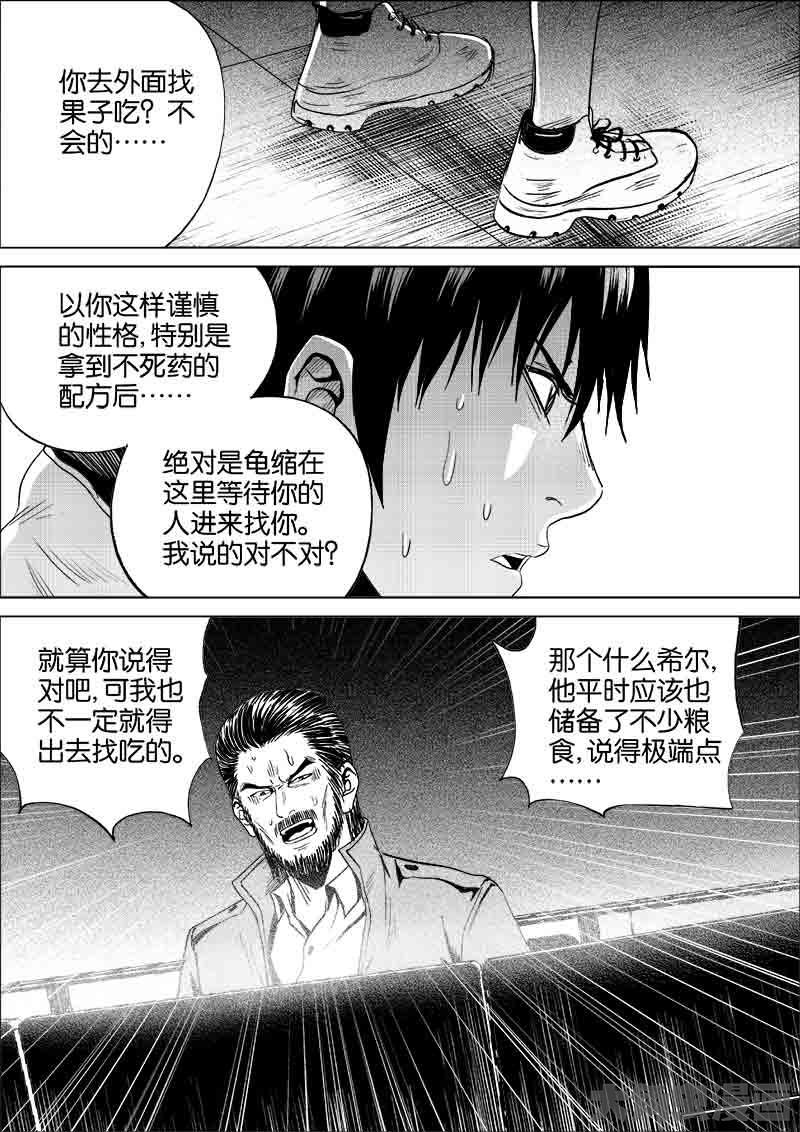 你去外面找
果子吃？不
会的……
以你这样谨慎
的性格,特别是
拿到不死药的
配方后……
绝对是龟缩在
这里等待你的
人进来找你。
我说的对不对？
就算你说得
对吧,可我也
不一定就得
出去找吃的。
那个什么希尔,
他平时应该也
储备了不少粮
食,说得极端点
……